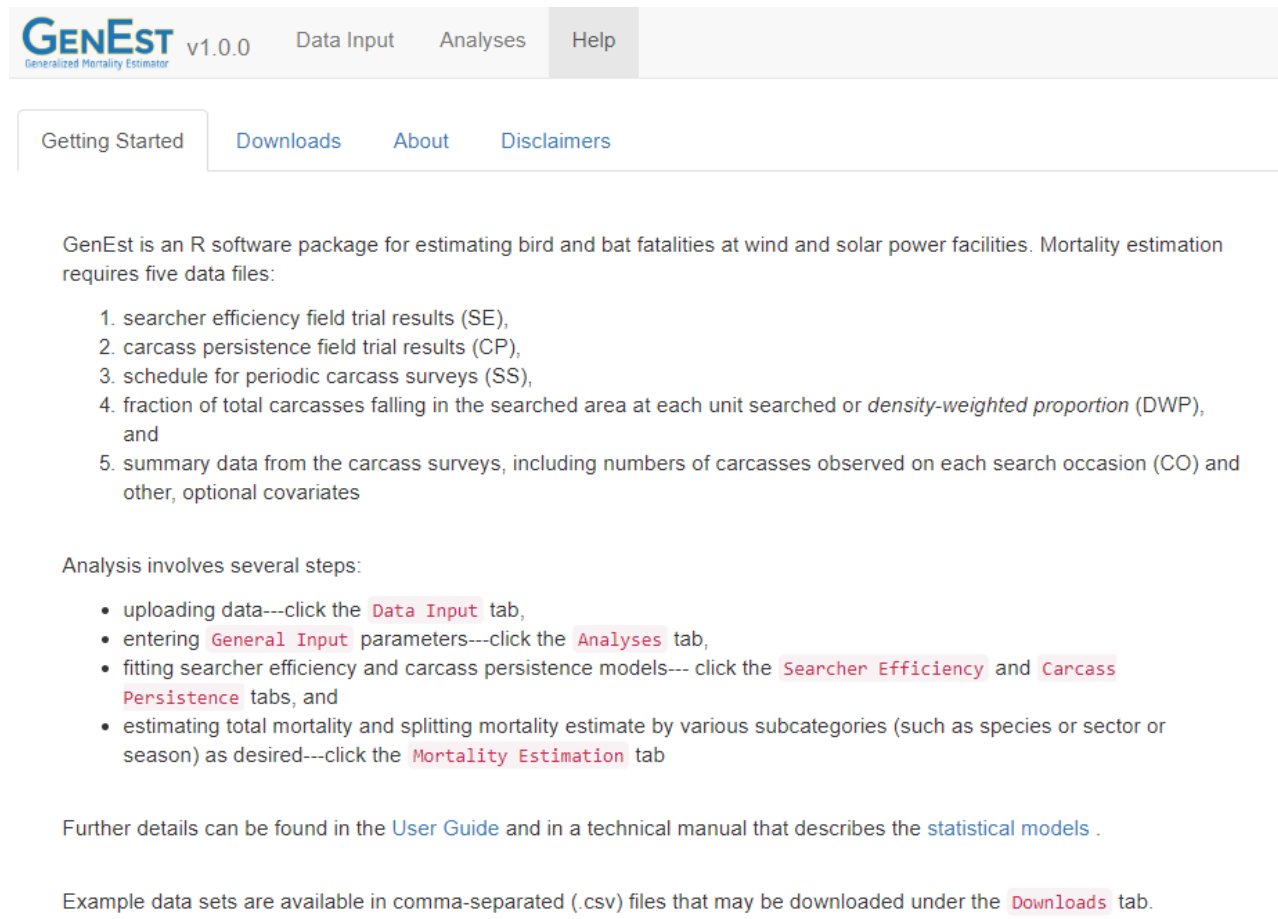 GENEST v1.0.0 Data Input Analyses Help
Generalized Mortality Estimator
Getting Started Downloads About Disclaimers
GenEst is an R software package for estimating bird and bat fatalities at wind and solar power facilities. Mortality estimation
requires five data files:
1. searcher efficiency field trial results (SE),
2. carcass persistence field trial results (CP),
3. schedule for periodic carcass surveys (SS),
4. fraction of total carcasses falling in the searched area at each unit searched or density-weighted proportion (DWP),
and
5. summary data from the carcass surveys, including numbers of carcasses observed on each search occasion (CO) and
other, optional covariates
Analysis involves several steps:
• uploading data---click the Data Input tab,
• entering General Input parameters---click the Analyses tab,
• fitting searcher efficiency and carcass persistence models--- click the Searcher Efficiency and Carcass
Persistence tabs, and
• estimating total mortality and splitting mortality estimate by various subcategories (such as species or sector or
season) as desired---click the Mortality Estimation tab
Further details can be found in the User Guide and in a technical manual that describes the statistical models .
Example data sets are available in comma-separated (.csv) files that may be downloaded under the Downloads tab.